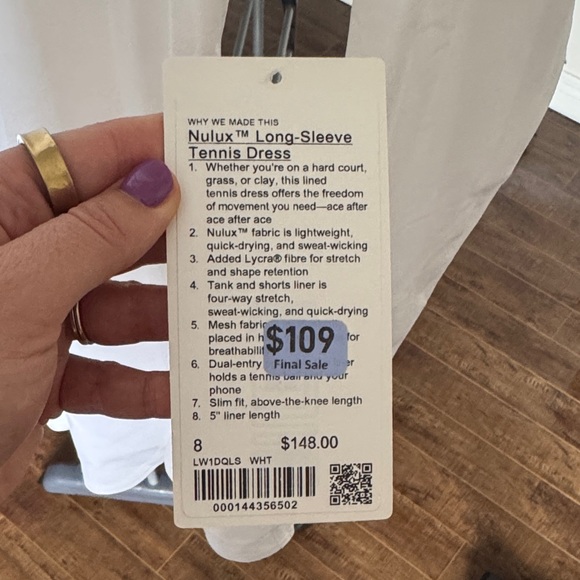 WHY WE MADE THIS
Nulux™ Long-Sleeve
Tennis Dress
1. Whether you're on a hard court,
grass, or clay, this lined
tennis dress offers the freedom
of movement you need—ace after
ace after ace
2. Nulux™ fabric is lightweight,
quick-drying, and sweat-wicking
3. Added Lycra® fibre for stretch
and shape retention
4. Tank and shorts liner is
four-way stretch,
sweat-wicking, and quick-drying
5. Mesh fabric
placed in for
breathabili
6. Dual-entry
holds a tennis ball and your
phone
7. Slim fit, above-the-knee length
8. 5" liner length
$109
Final Sale
8 $148.00
LW1DQLS WHT
000144356502